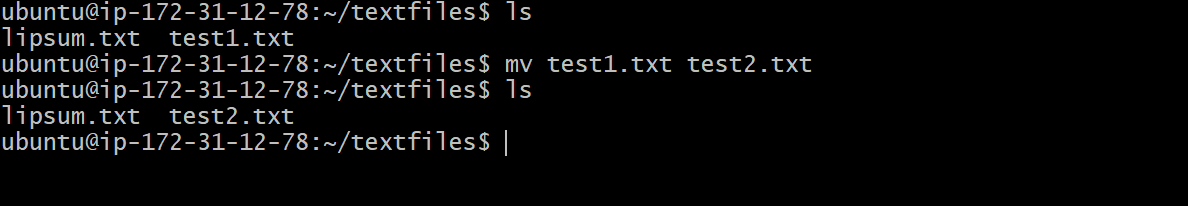 ubuntu@ip-172-31-12-78:~/textfiles$ ls
lipsum.txt  test1.txt
ubuntu@ip-172-31-12-78:~/textfiles$ mv test1.txt test2.txt
ubuntu@ip-172-31-12-78:~/textfiles$ ls
lipsum.txt  test2.txt
ubuntu@ip-172-31-12-78:~/textfiles$